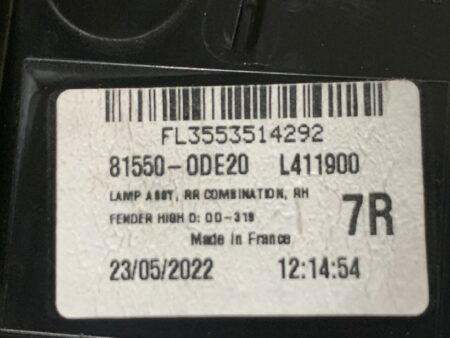 FL3553514292
81550-0DE20 L411900
LAMP ASSY, RR COMBINATION, RH
FENDER HIGH D: OD-319
7R
Made in France
23/05/2022 12:14:54